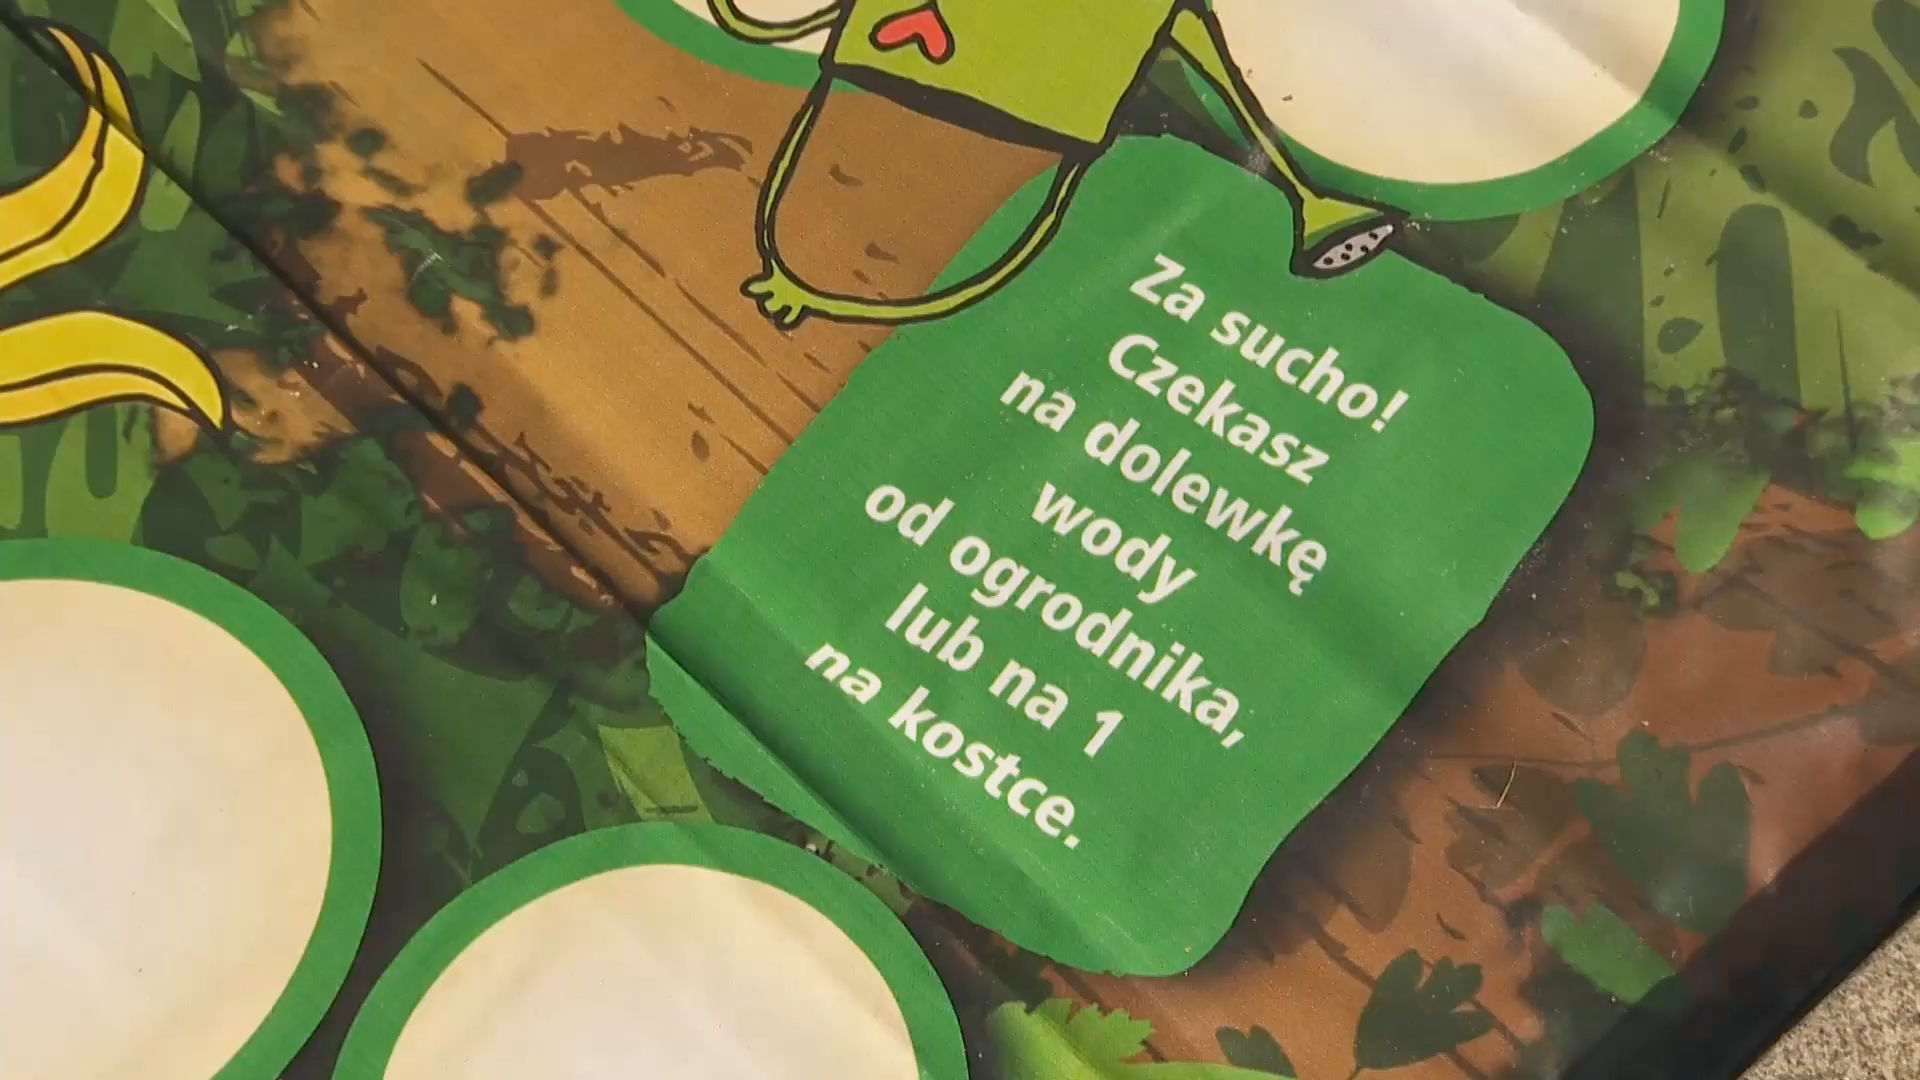 Za sucho!
Czekasz
na dolewkę
wody
od ogrodnika,
lub na 1
na kostce.